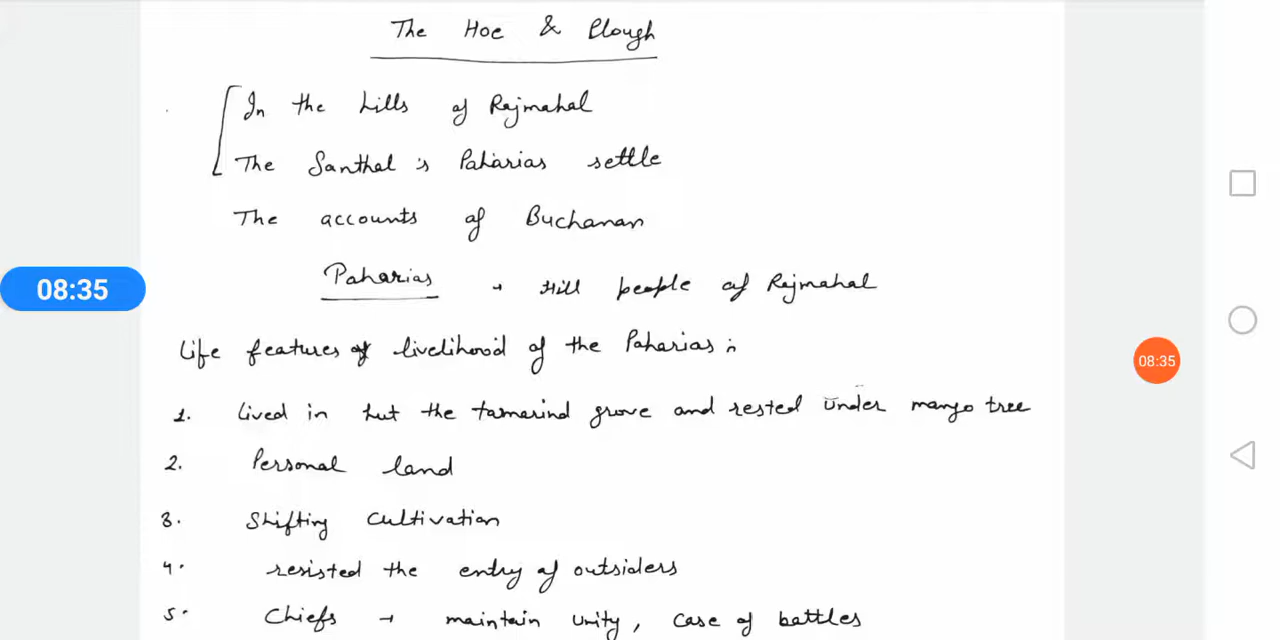 The Hoe & Plough
In the hills of Rajmahal
The Santhal is Paharias settle
The accounts of Buchanan
Paharias → Hill people of Rajmahal
08:35
08:35
Life features of livelihood of the Paharias is
1. Lived in hut the tamarind grove and rested under mango tree
2. Personal land
3. Shifting cultivation
4. resisted the entry of outsiders
5. Chiefs → maintain unity, case of battles